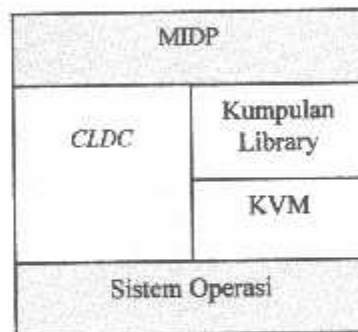 MIDP
CLDC
Kumpulan
Library
KVM
Sistem Operasi